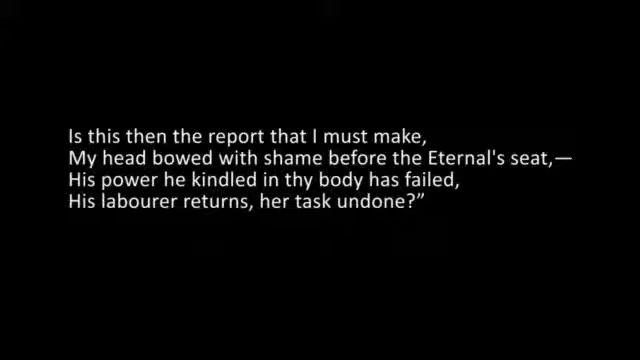 Is this then the report that I must make,
My head bowed with shame before the Eternal's seat,—
His power he kindled in thy body has failed,
His labourer returns, her task undone?”